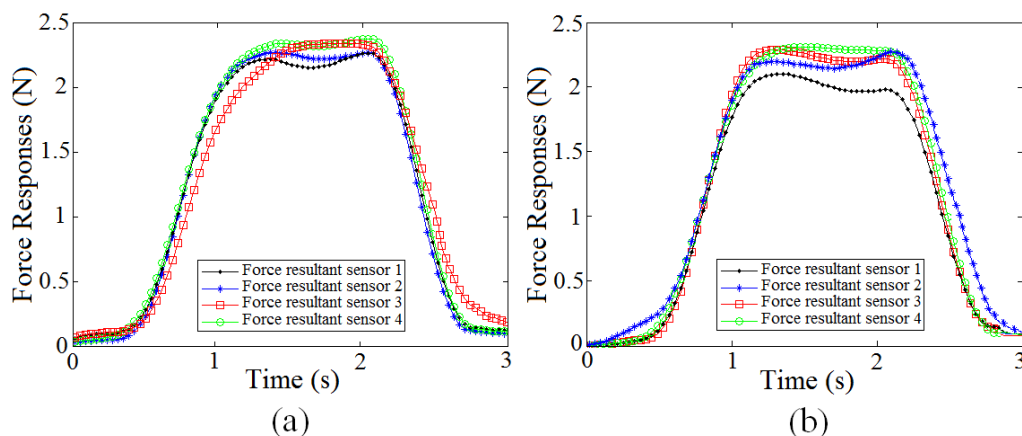 Force Responses (N)
2.5
2
1.5
1
0.5
0
Force resultant sensor 1
Force resultant sensor 2
Force resultant sensor 3
Force resultant sensor 4
0
1
2
3
Time (s)
(a)
Force Responses (N)
2.5
2
1.5
1
0.5
0
Force resultant sensor 1
Force resultant sensor 2
Force resultant sensor 3
Force resultant sensor 4
0
1
2
3
Time (s)
(b)